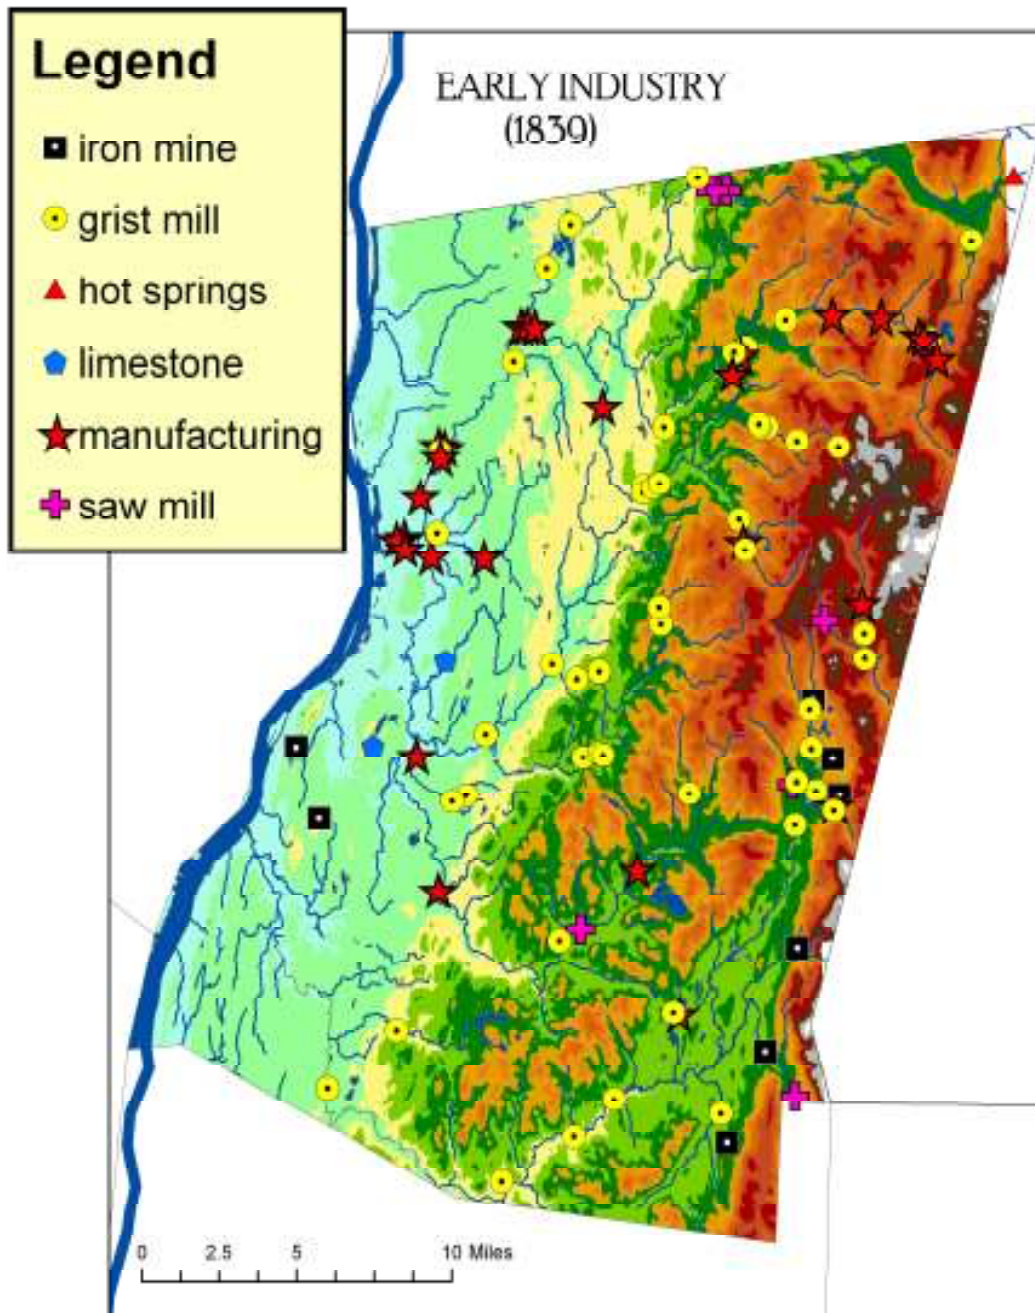 Legend
iron mine
grist mill
hot springs
limestone
manufacturing
saw mill
EARLY INDUSTRY
(1839)
0 2.5 5 10 Miles